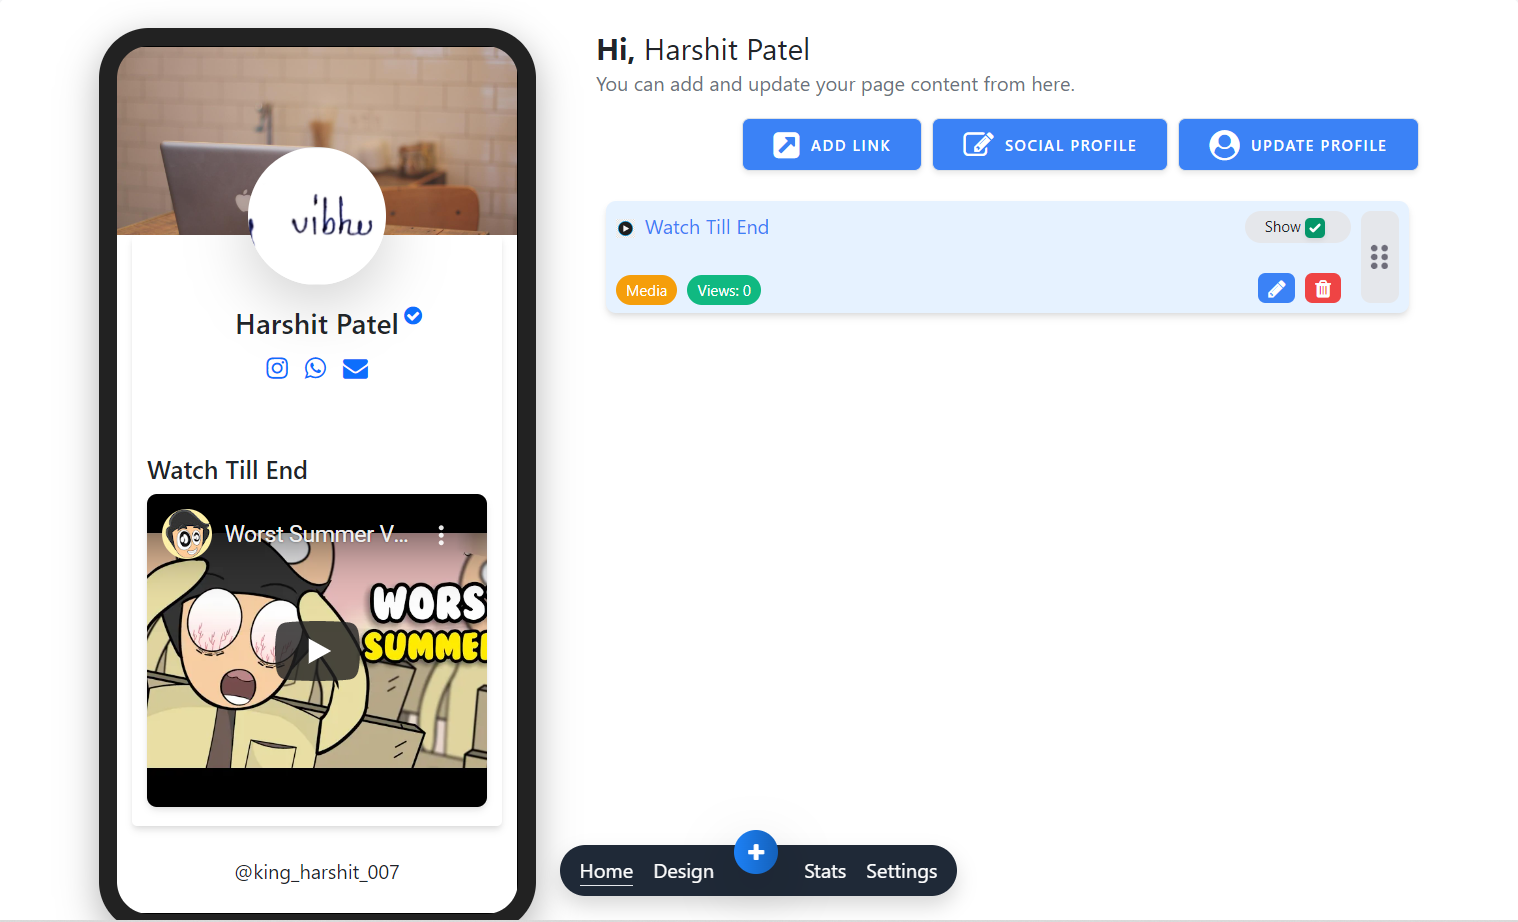 Hi, Harshit Patel
You can add and update your page content from here.
ADD LINK
SOCIAL PROFILE
UPDATE PROFILE
Watch Till End
Show
Media
Views: 0
vibhu
Harshit Patel
Watch Till End
Worst Summer V...
WORS
SUMMER
@king_harshit_007
Home
Design
Stats
Settings